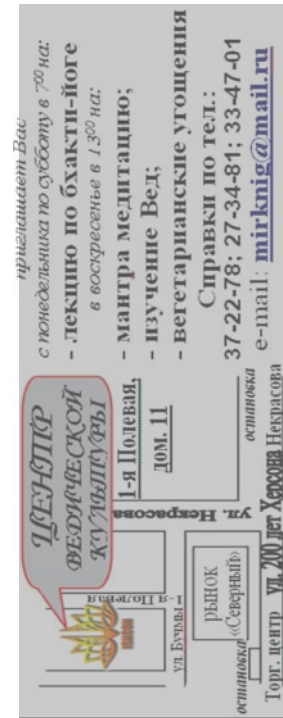 приглашает Вас
с понедельника по субботу в 7⁰⁰ на:
- лекцию по бхакти-йоге
в воскресенье в 13⁰⁰ на:
- мантра медитацию;
- изучение Вед;
- вегетарианские угощения
Справки по тел.:
37-22-78; 27-34-81; 33-47-01
e-mail: mirknig@mail.ru
ЦЕНТР
ВЕДИЧЕСКОЙ
КУЛЬТУРЫ
1-я Полевая,
дом. 11
1-я Полевая
ул. Некрасова
ул. Бучмы
рынок
«Северный»
остановка
остановка
Торг. центр ул. 200 лет Херсона Некрасова